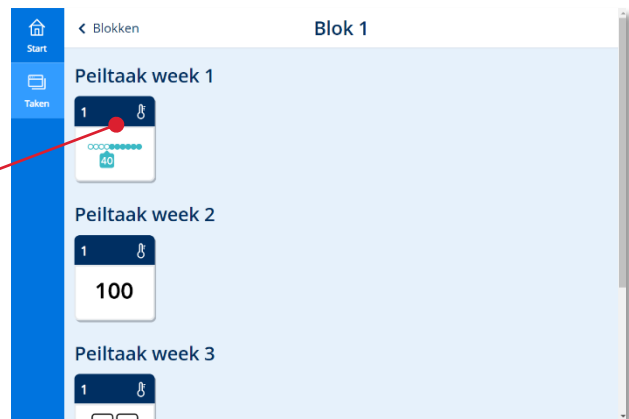 Start
Taken
Blokken
Blok 1
Peiltaak week 1
1
40
Peiltaak week 2
1
100
Peiltaak week 3
1